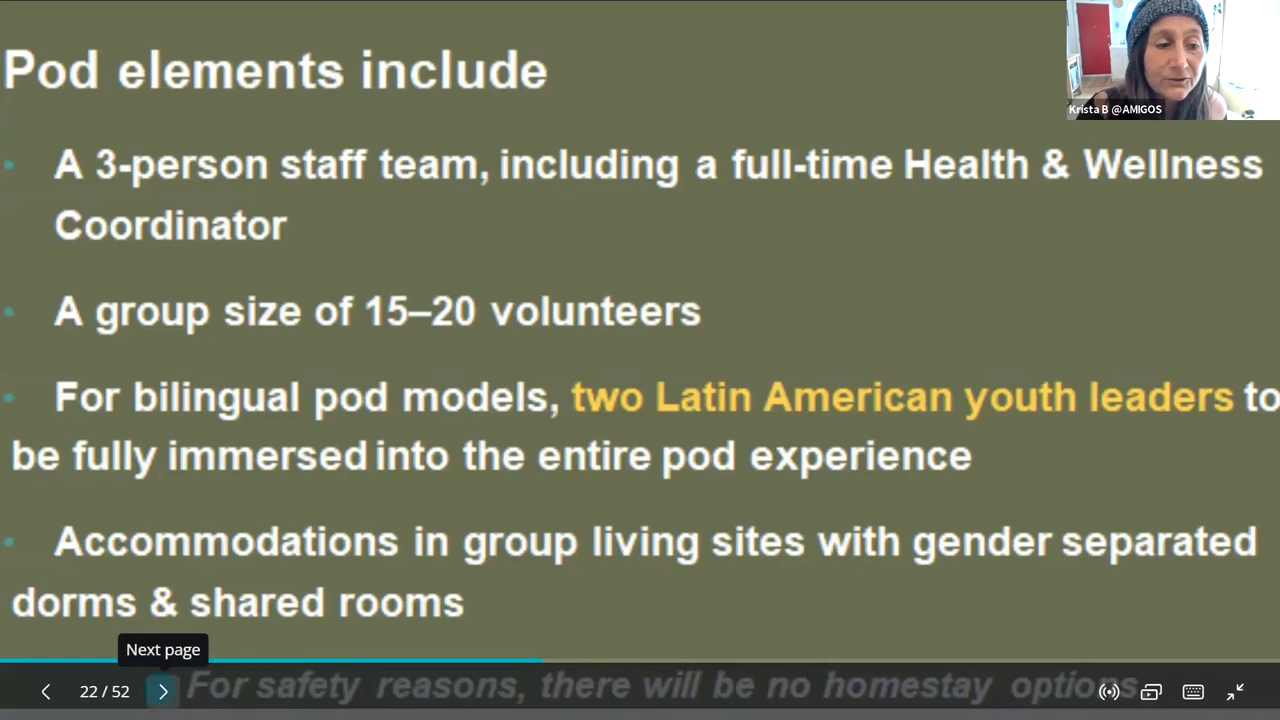 Pod elements include
Krista B @AMIGOS
• A 3-person staff team, including a full-time Health & Wellness
Coordinator
• A group size of 15–20 volunteers
• For bilingual pod models, two Latin American youth leaders to
be fully immersed into the entire pod experience
• Accommodations in group living sites with gender separated
dorms & shared rooms
Next page
22 / 52
For safety reasons, there will be no homestay options